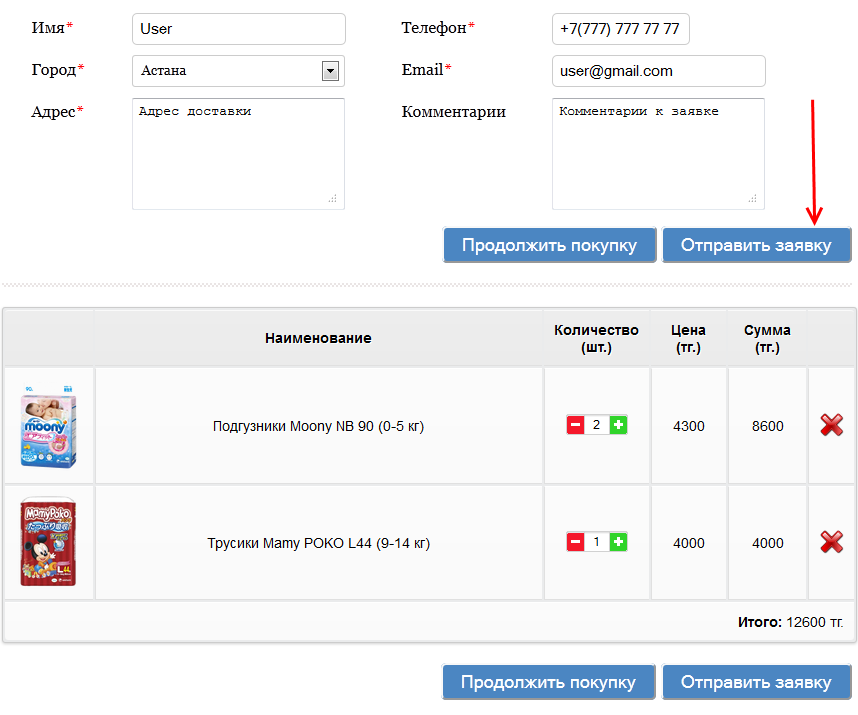 Имя* User Телефон* +7(777) 777 77 77
Город* Астана Email* user@gmail.com
Адрес* Адрес доставки Комментарии Комментарии к заявке
Продолжить покупку Отправить заявку
Наименование Количество (шт.) Цена (тг.) Сумма (тг.)
moony
Подгузники Moony NB 90 (0-5 кг) 2 4300 8600
MamyPoko
Трусики Mamy POKO L44 (9-14 кг) 1 4000 4000
Итого: 12600 тг.
Продолжить покупку Отправить заявку